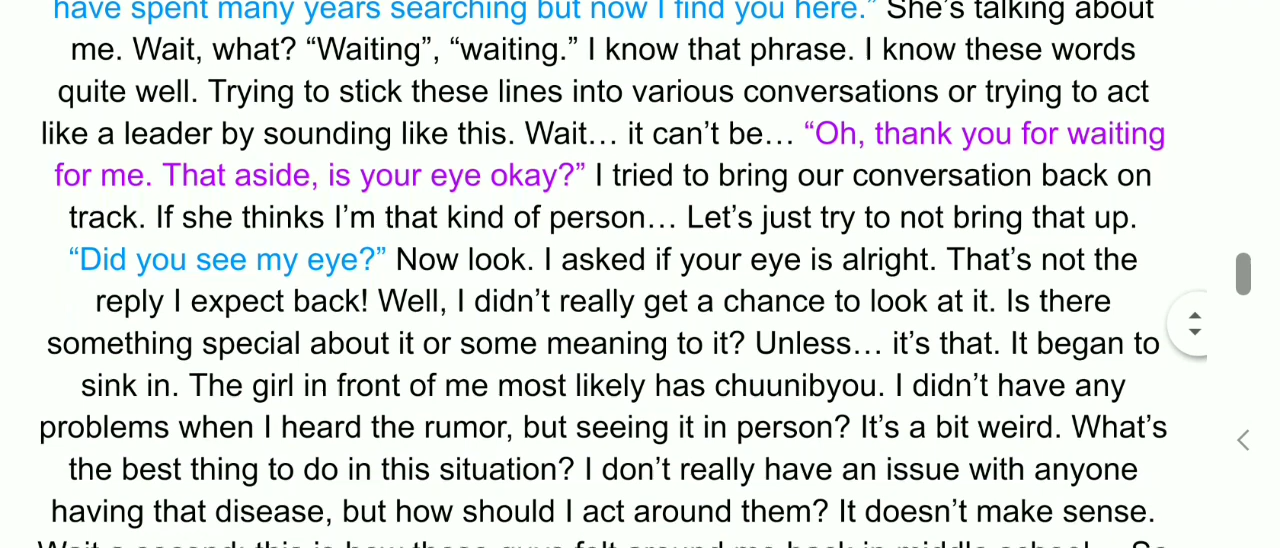 have spent many years searching but now I find you here.” She’s talking about
me. Wait, what? “Waiting”, “waiting.” I know that phrase. I know these words
quite well. Trying to stick these lines into various conversations or trying to act
like a leader by sounding like this. Wait… it can’t be… “Oh, thank you for waiting
for me. That aside, is your eye okay?” I tried to bring our conversation back on
track. If she thinks I’m that kind of person… Let’s just try to not bring that up.
“Did you see my eye?” Now look. I asked if your eye is alright. That’s not the
reply I expect back! Well, I didn’t really get a chance to look at it. Is there
something special about it or some meaning to it? Unless… it’s that. It began to
sink in. The girl in front of me most likely has chuunibyou. I didn’t have any
problems when I heard the rumor, but seeing it in person? It’s a bit weird. What’s
the best thing to do in this situation? I don’t really have an issue with anyone
having that disease, but how should I act around them? It doesn’t make sense.